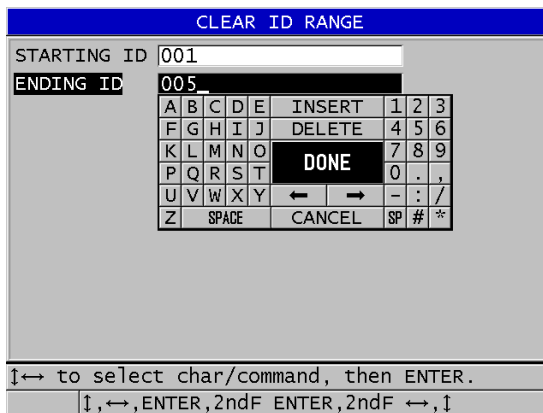 CLEAR ID RANGE
STARTING ID 001
ENDING ID 005_
A B C D E INSERT 1 2 3
F G H I J DELETE 4 5 6
K L M N O DONE 7 8 9
P Q R S T 0 . ,
U V W X Y ← → - : /
Z SPACE CANCEL SP # *
↕↔ to select char/command, then ENTER.
↕,↔,ENTER,2ndF ENTER,2ndF ↔,↕